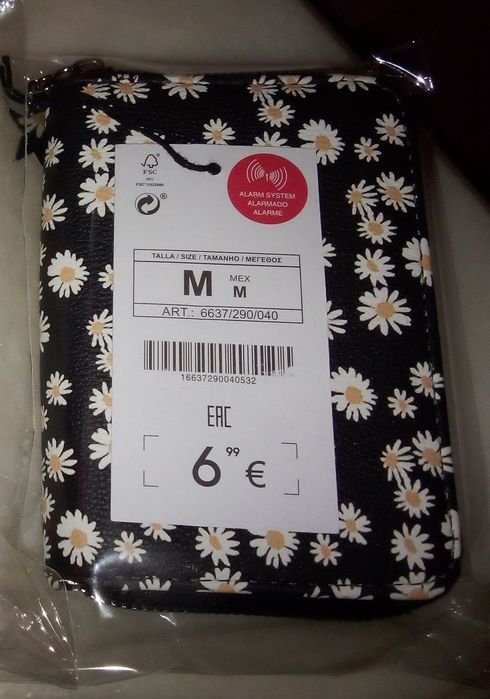 FSC
ALARM SYSTEM
ALARMADO
ALARME
TALLA / SIZE / TAMANHO / ΜΕΓΕΘΟΣ
M
MEX
M
ART.: 6637/290/040
16637290040532
EAC
6 99 €